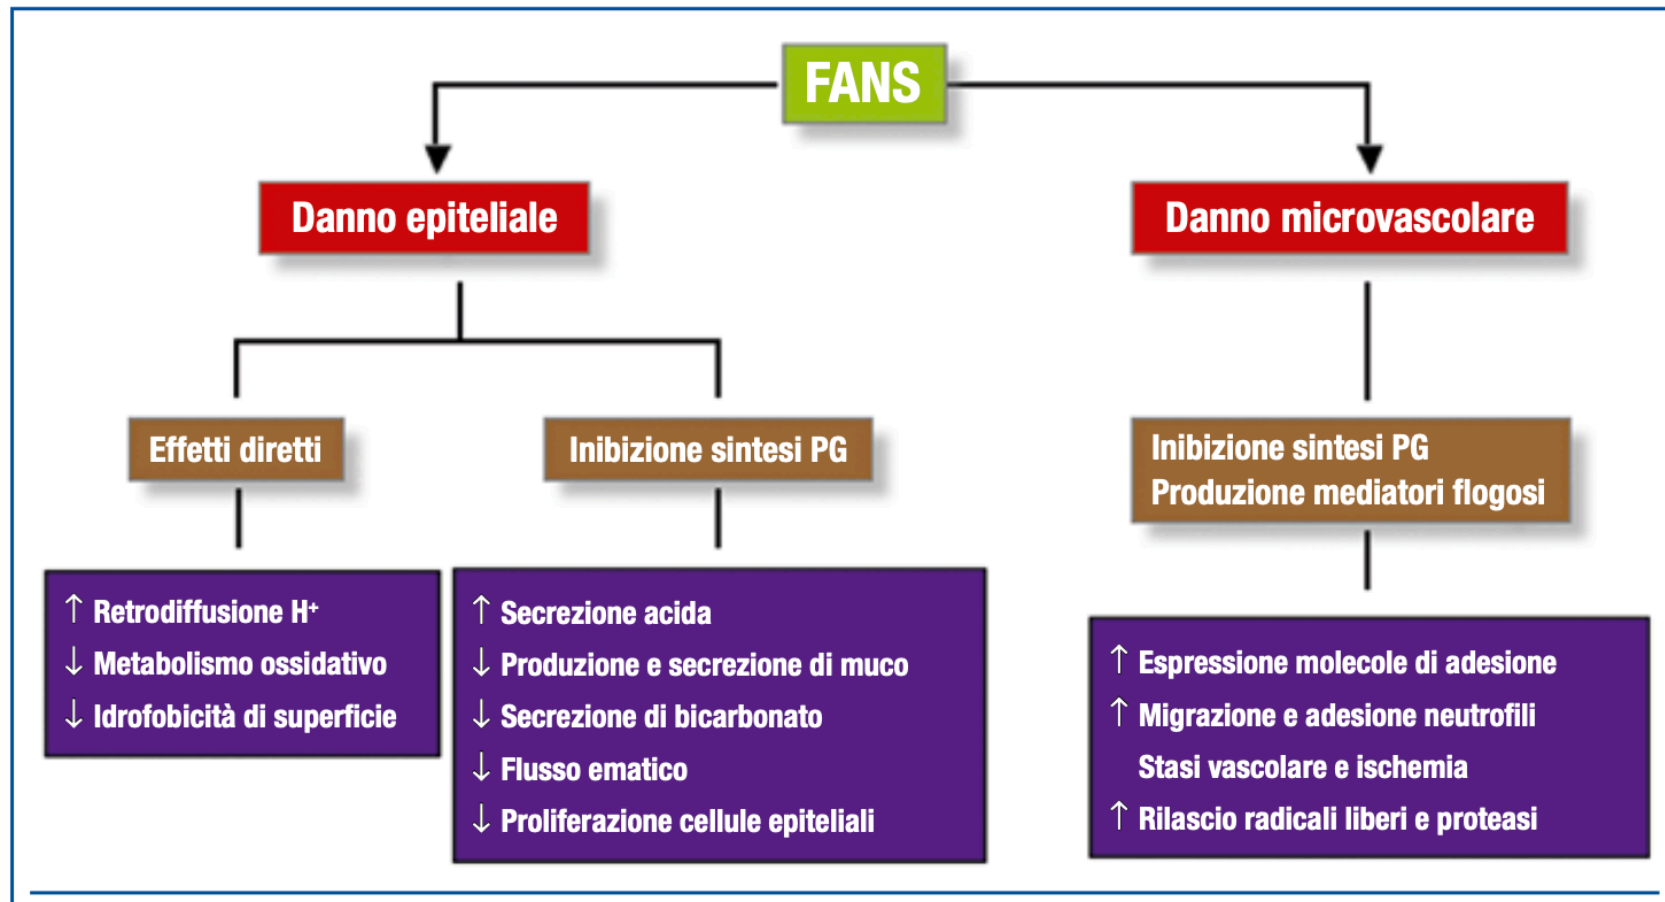 FANS
Danno epiteliale
Danno microvascolare
Effetti diretti
Inibizione sintesi PG
Inibizione sintesi PG
Produzione mediatori flogosi
↑ Retrodiffusione H⁺
↓ Metabolismo ossidativo
↓ Idrofobicità di superficie
↑ Secrezione acida
↓ Produzione e secrezione di muco
↓ Secrezione di bicarbonato
↓ Flusso ematico
↓ Proliferazione cellule epiteliali
↑ Espressione molecole di adesione
↑ Migrazione e adesione neutrofili
Stasi vascolare e ischemia
↑ Rilascio radicali liberi e proteasi